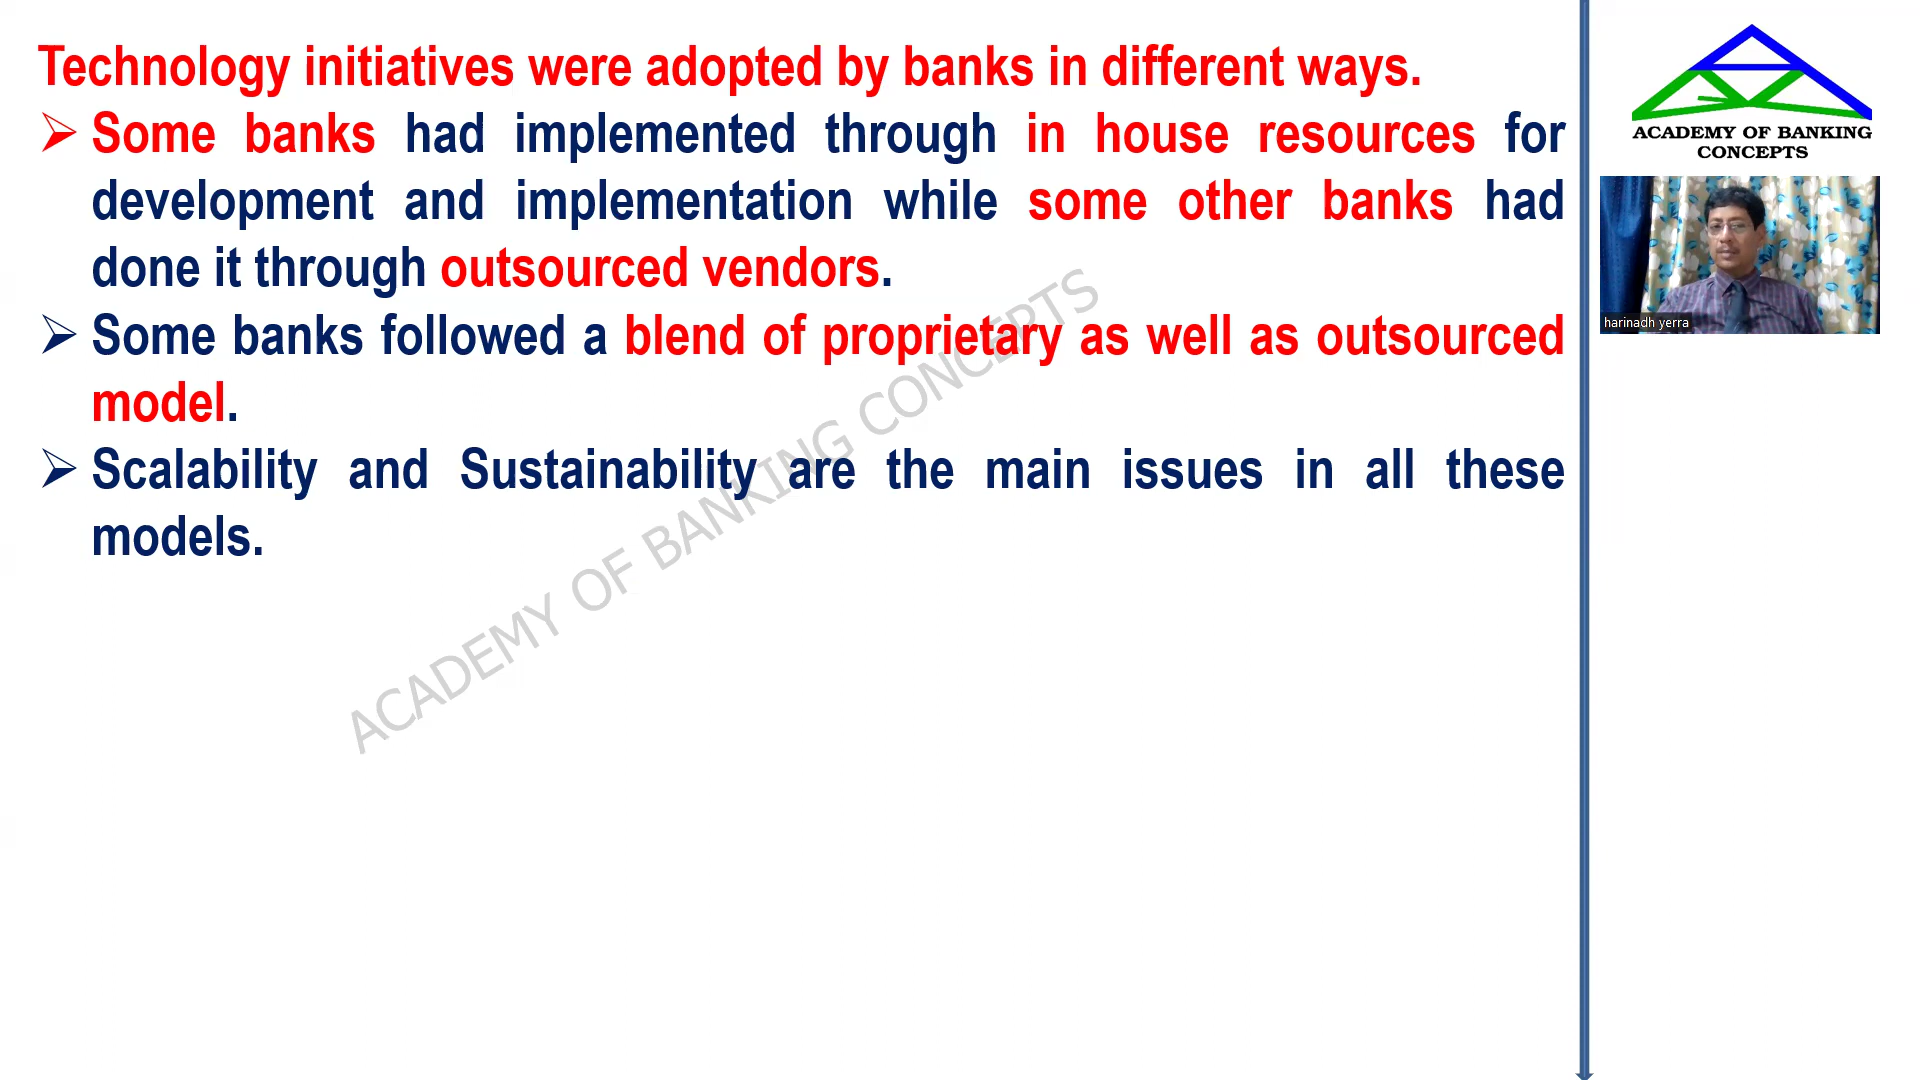 Technology initiatives were adopted by banks in different ways.
Some banks had implemented through in house resources for
development and implementation while some other banks had
done it through outsourced vendors.
Some banks followed a blend of proprietary as well as outsourced
model.
Scalability and Sustainability are the main issues in all these
models.
ACADEMY OF BANKING CONCEPTS
ACADEMY OF BANKING
CONCEPTS
harinadh yerra